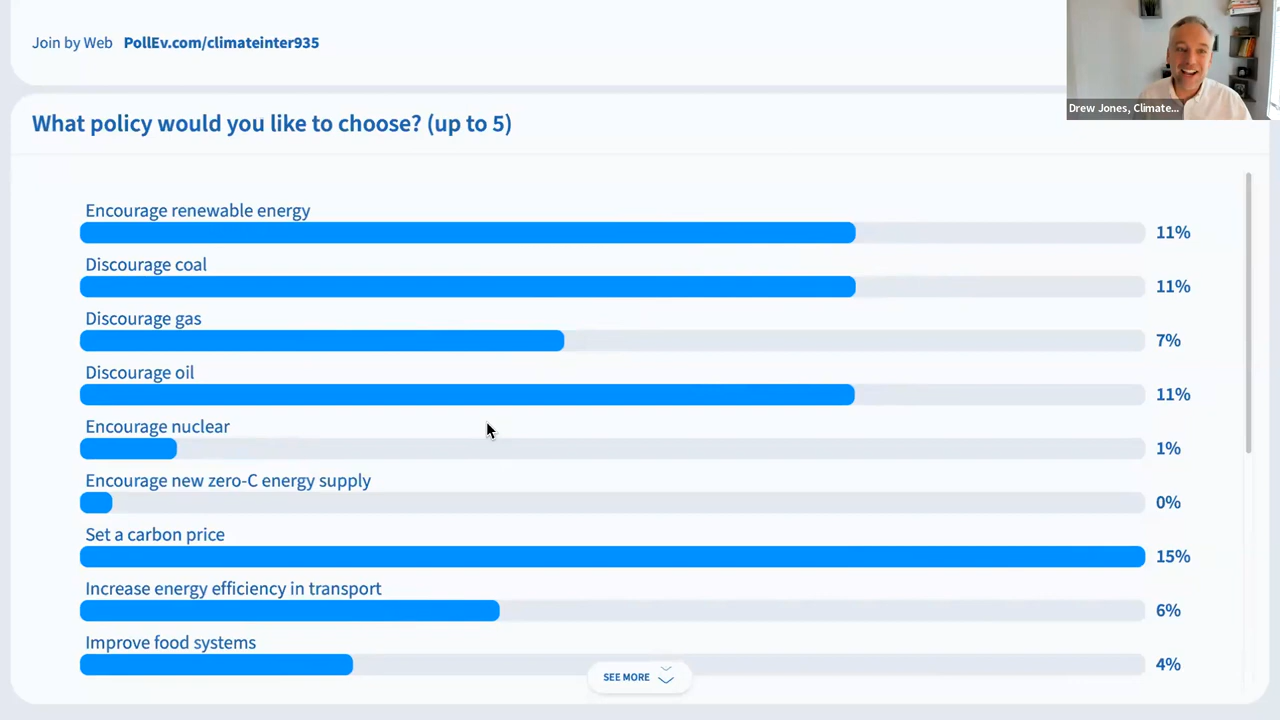 Join by Web PollEv.com/climateinter935
Drew Jones, Climate...
What policy would you like to choose? (up to 5)
Encourage renewable energy
11%
Discourage coal
11%
Discourage gas
7%
Discourage oil
11%
Encourage nuclear
1%
Encourage new zero-C energy supply
0%
Set a carbon price
15%
Increase energy efficiency in transport
6%
Improve food systems
4%
SEE MORE